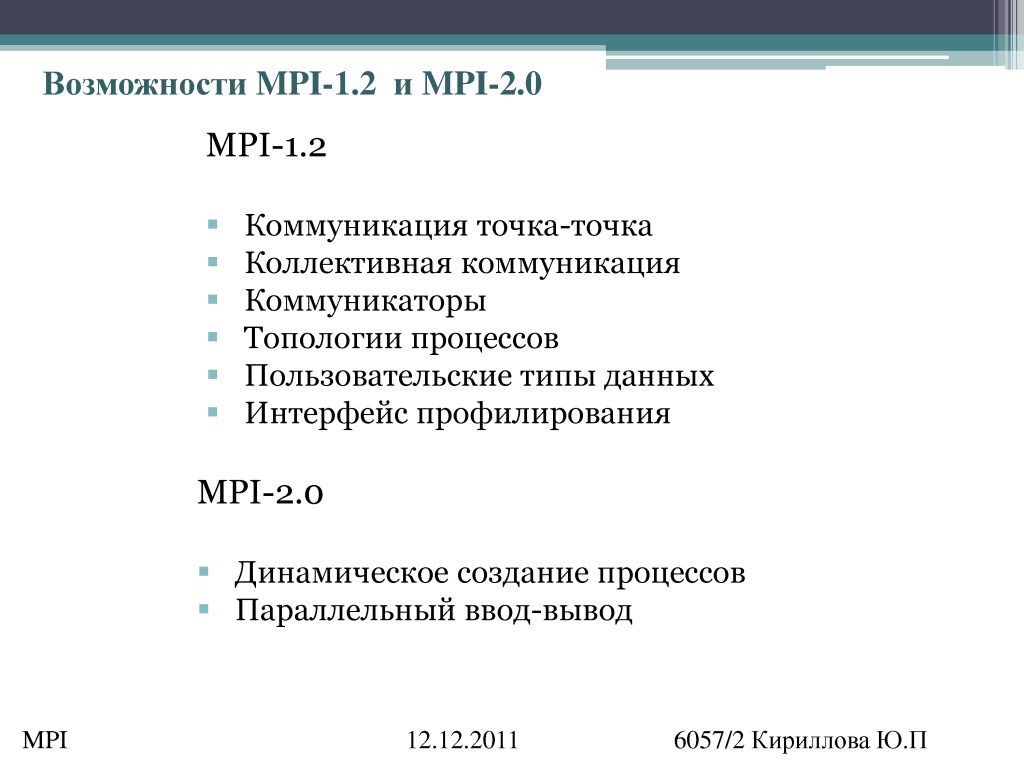 Возможности MPI-1.2 и MPI-2.0
MPI-1.2
Коммуникация точка-точка
Коллективная коммуникация
Коммуникаторы
Топологии процессов
Пользовательские типы данных
Интерфейс профилирования
MPI-2.0
Динамическое создание процессов
Параллельный ввод-вывод
MPI 12.12.2011 6057/2 Кириллова Ю.П